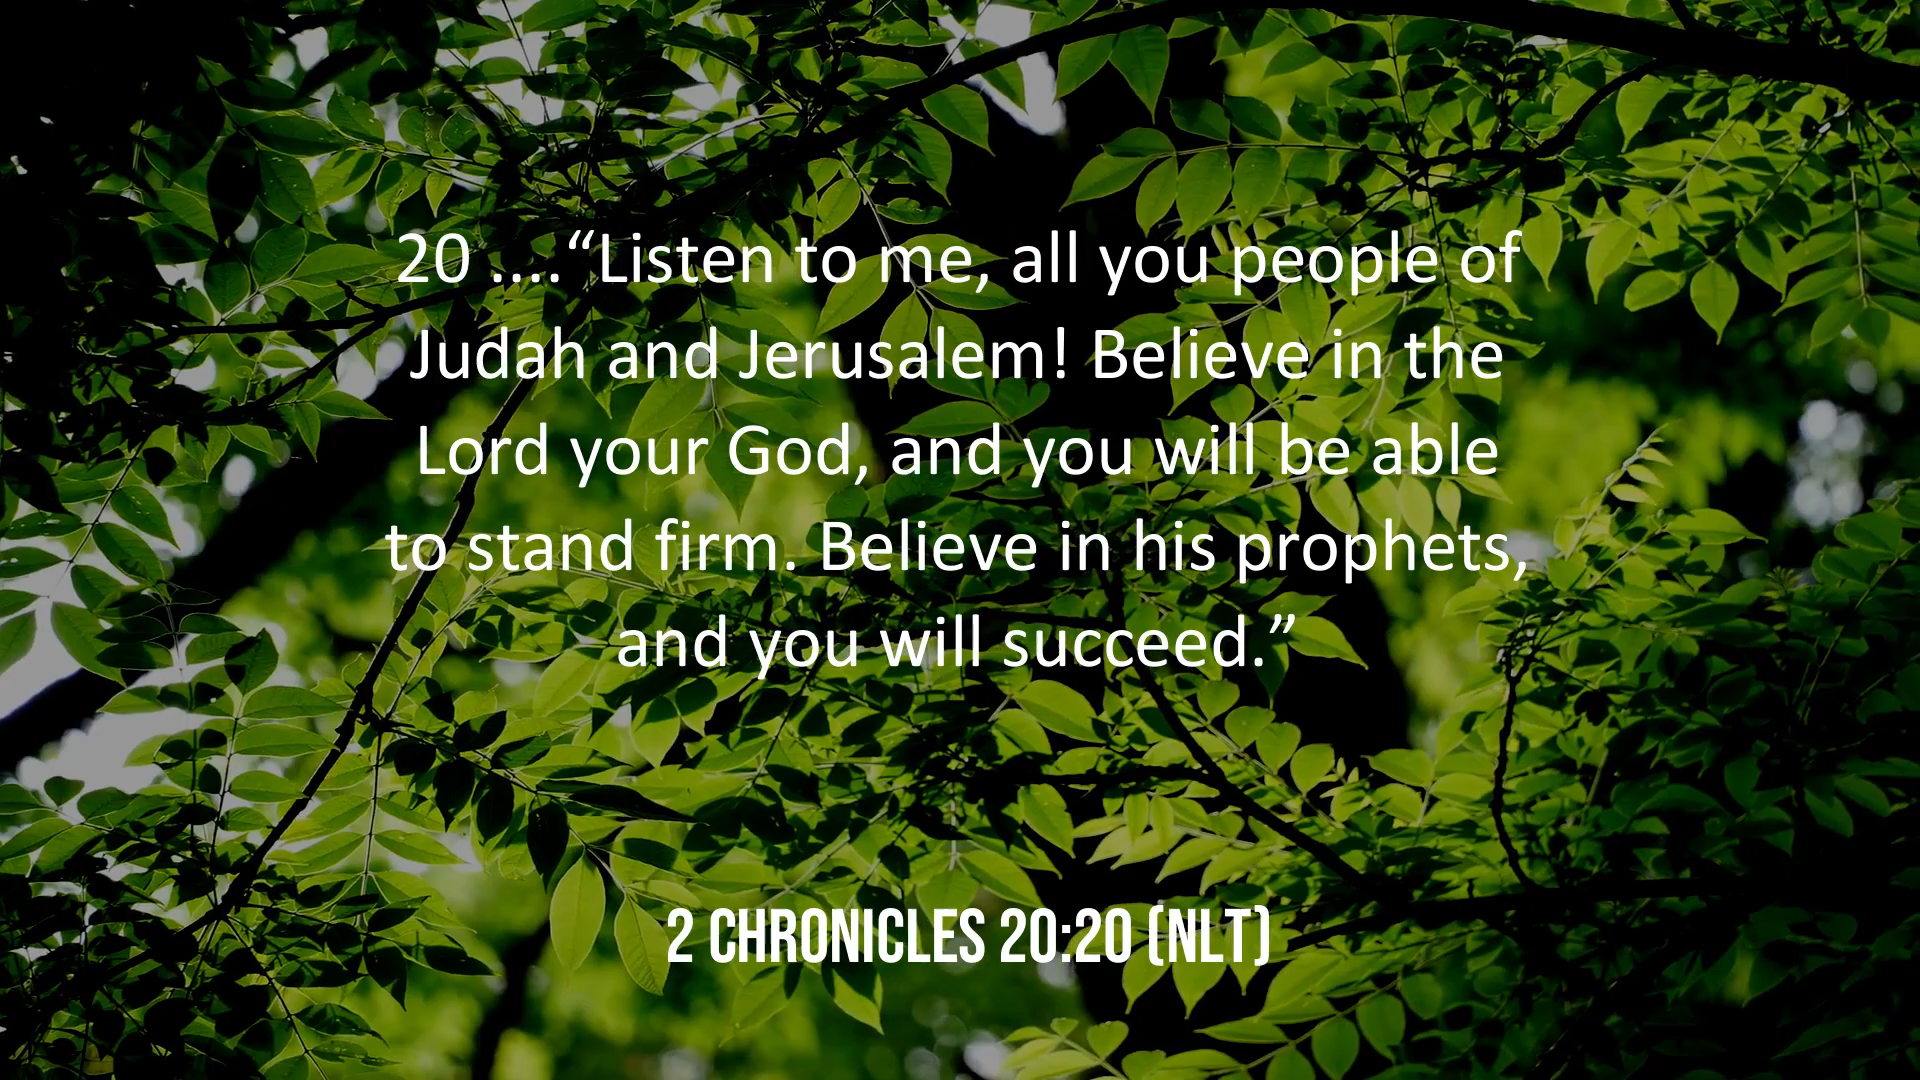 20 ....“Listen to me, all you people of
Judah and Jerusalem! Believe in the
Lord your God, and you will be able
to stand firm. Believe in his prophets,
and you will succeed.”
2 CHRONICLES 20:20 (NLT)